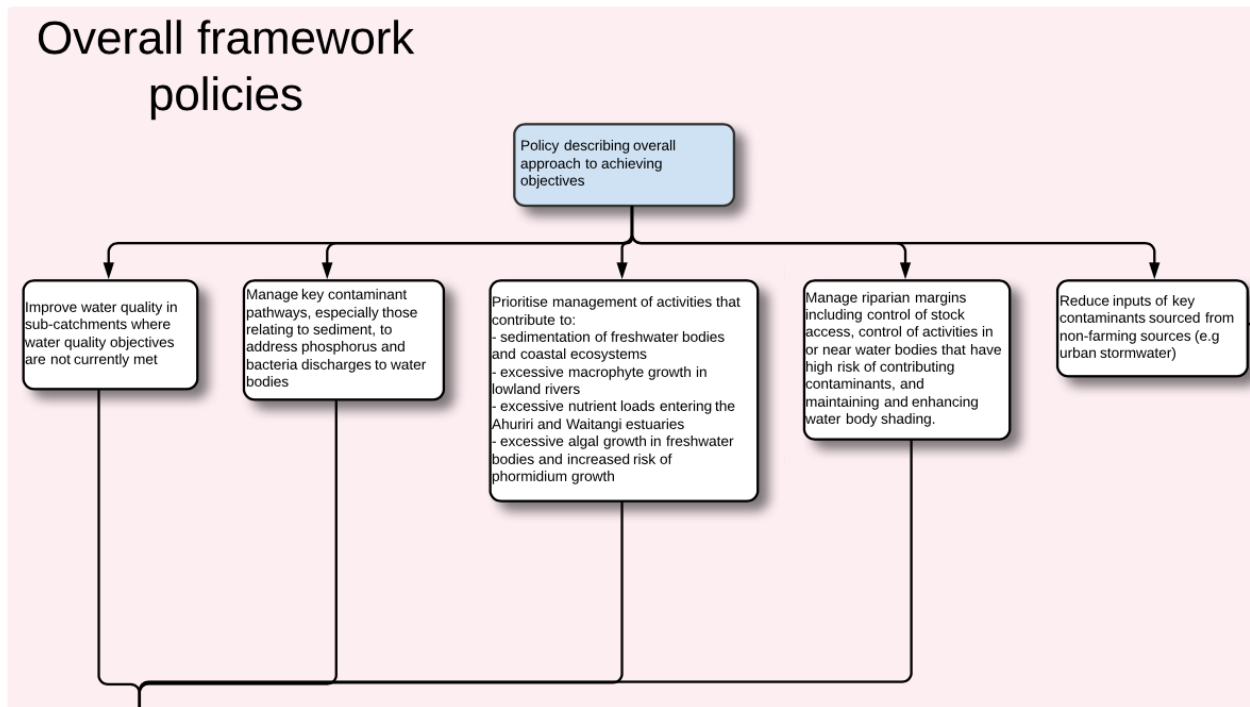 Overall framework
policies
Policy describing overall
approach to achieving
objectives
Improve water quality in
sub-catchments where
water quality objectives
are not currently met
Manage key contaminant
pathways, especially those
relating to sediment, to
address phosphorus and
bacteria discharges to water
bodies
Prioritise management of activities that
contribute to:
- sedimentation of freshwater bodies
and coastal ecosystems
- excessive macrophyte growth in
lowland rivers
- excessive nutrient loads entering the
Ahuriri and Waitangi estuaries
- excessive algal growth in freshwater
bodies and increased risk of
phormidium growth
Manage riparian margins
including control of stock
access, control of activities in
or near water bodies that have
high risk of contributing
contaminants, and
maintaining and enhancing
water body shading.
Reduce inputs of key
contaminants sourced from
non-farming sources (e.g
urban stormwater)